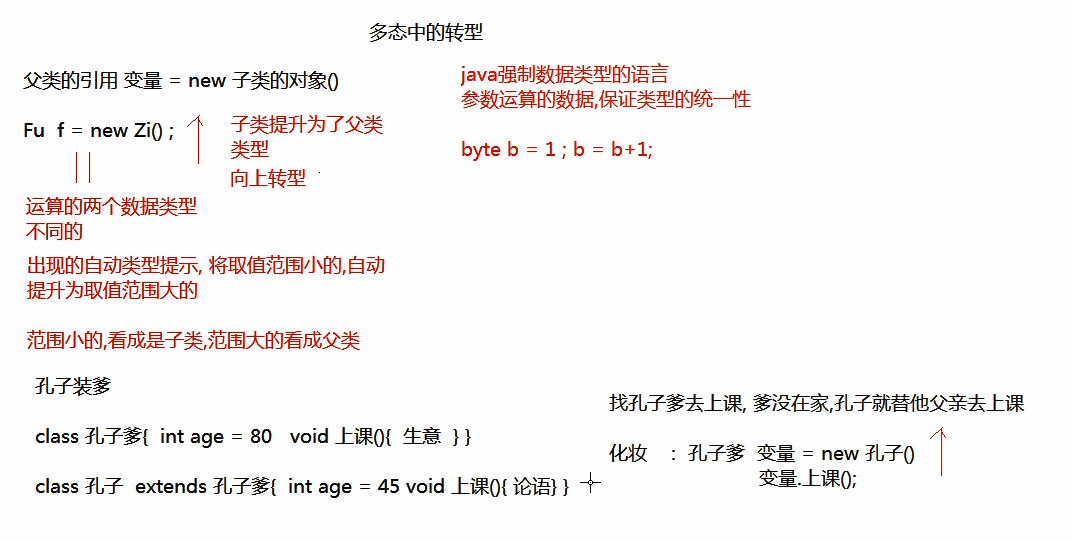 多态中的转型
父类的引用 变量 = new 子类的对象()
Fu f = new Zi() ;
子类提升为了父类
类型
向上转型
运算的两个数据类型
不同的
出现的自动类型提示, 将取值范围小的,自动
提升为取值范围大的
范围小的,看成是子类,范围大的看成父类
java强制数据类型的语言
参数运算的数据,保证类型的统一性
byte b = 1 ; b = b+1;
孔子装爹
class 孔子爹{ int age = 80 void 上课(){ 生意 } }
class 孔子 extends 孔子爹{ int age = 45 void 上课(){ 论语} }
找孔子爹去上课, 爹没在家,孔子就替他父亲去上课
化妆 : 孔子爹 变量 = new 孔子()
变量.上课();